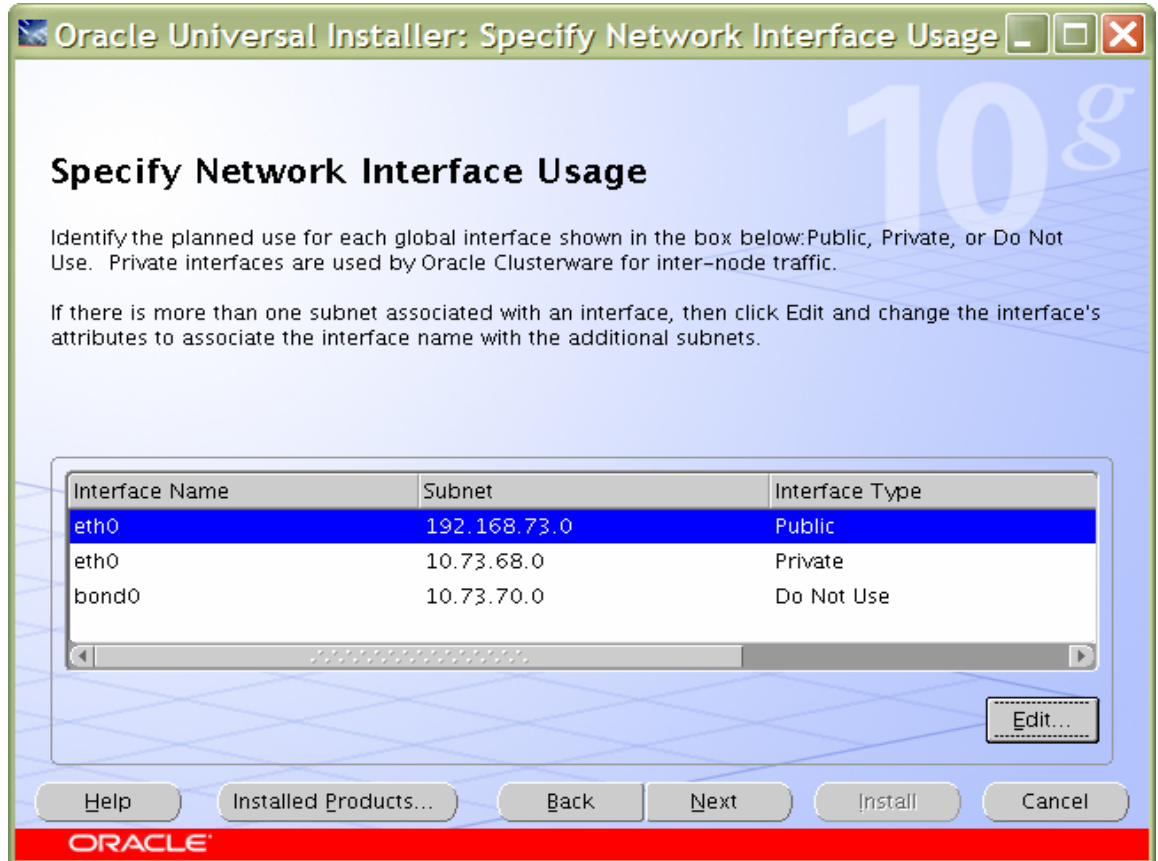 Oracle Universal Installer: Specify Network Interface Usage
10g
Specify Network Interface Usage
Identify the planned use for each global interface shown in the box below:Public, Private, or Do Not
Use. Private interfaces are used by Oracle Clusterware for inter-node traffic.
If there is more than one subnet associated with an interface, then click Edit and change the interface's
attributes to associate the interface name with the additional subnets.
Interface Name Subnet Interface Type
eth0 192.168.73.0 Public
eth0 10.73.68.0 Private
bond0 10.73.70.0 Do Not Use
Edit...
Help Installed Products... Back Next Install Cancel
ORACLE